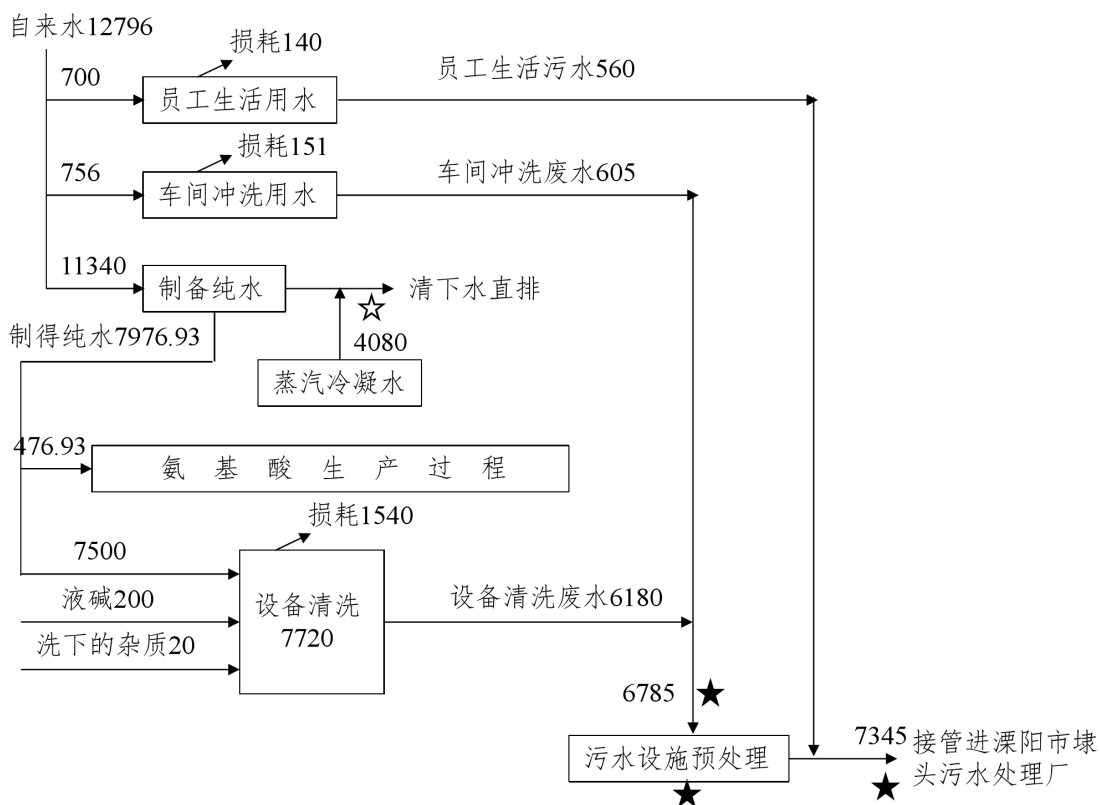 自来水12796
损耗140
700
员工生活用水
员工生活污水560
损耗151
756
车间冲洗用水
车间冲洗废水605
11340
制备纯水
清下水直排
制得纯水7976.93
4080
蒸汽冷凝水
476.93
氨基酸生产过程
损耗1540
7500
液碱200
洗下的杂质20
设备清洗
7720
设备清洗废水6180
6785
污水设施预处理
7345
接管进溧阳市埭
头污水处理厂